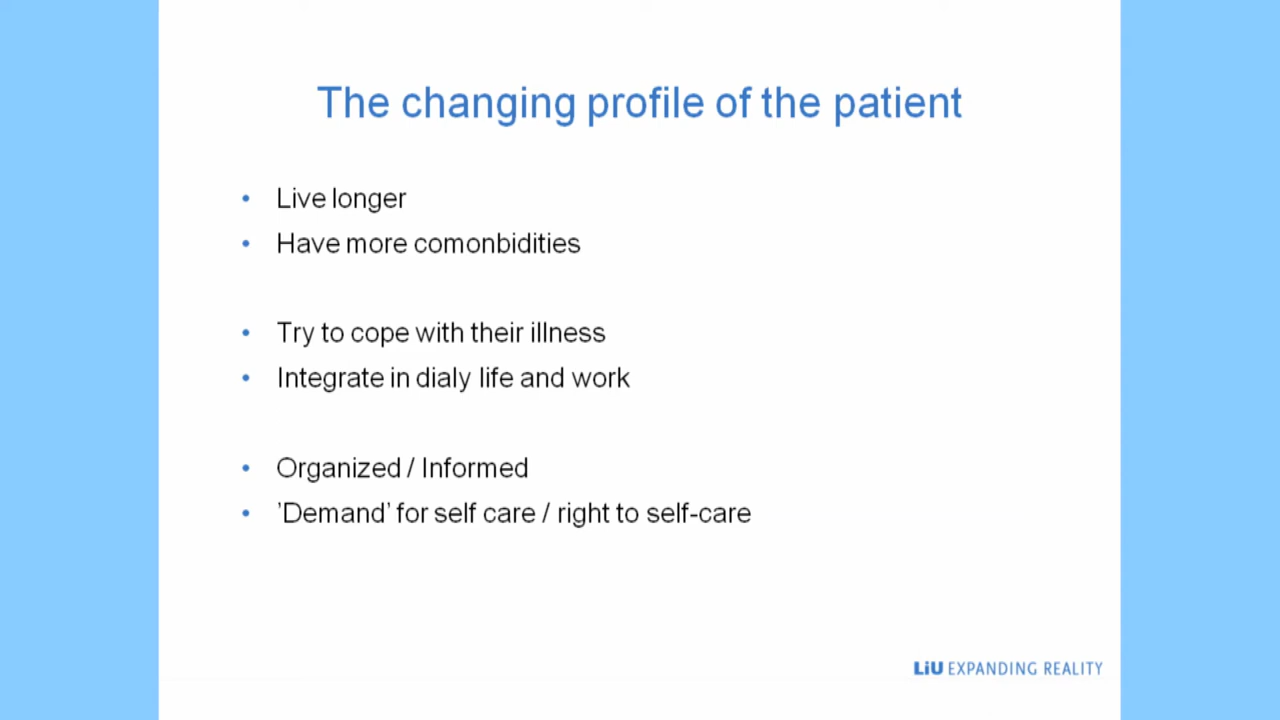 The changing profile of the patient
• Live longer
• Have more comonbidities
• Try to cope with their illness
• Integrate in dialy life and work
• Organized / Informed
• ’Demand’ for self care / right to self-care
LiU EXPANDING REALITY